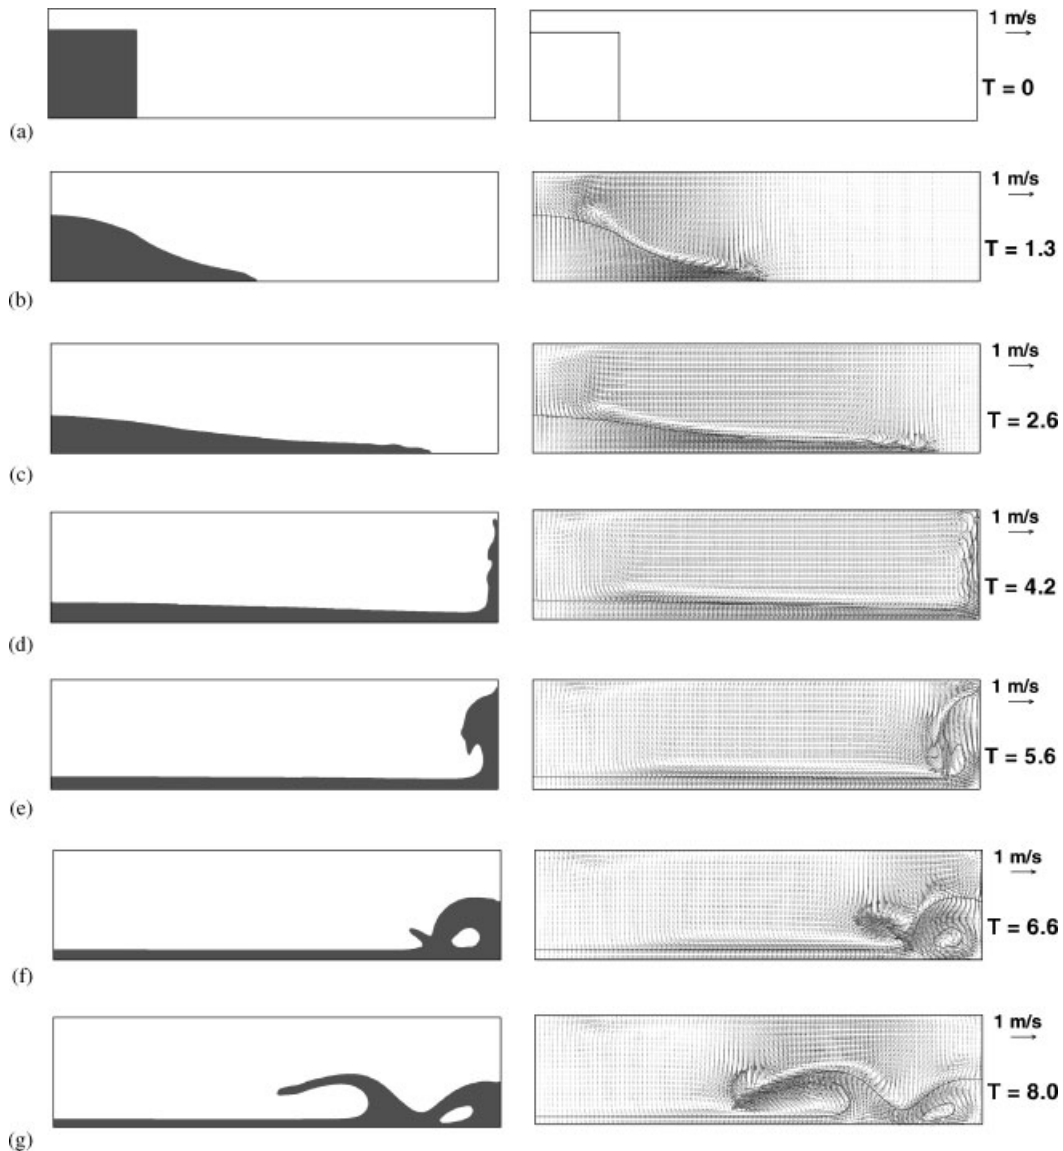 1 m/s
T = 0
(a)
1 m/s
T = 1.3
(b)
1 m/s
T = 2.6
(c)
1 m/s
T = 4.2
(d)
1 m/s
T = 5.6
(e)
1 m/s
T = 6.6
(f)
1 m/s
T = 8.0
(g)